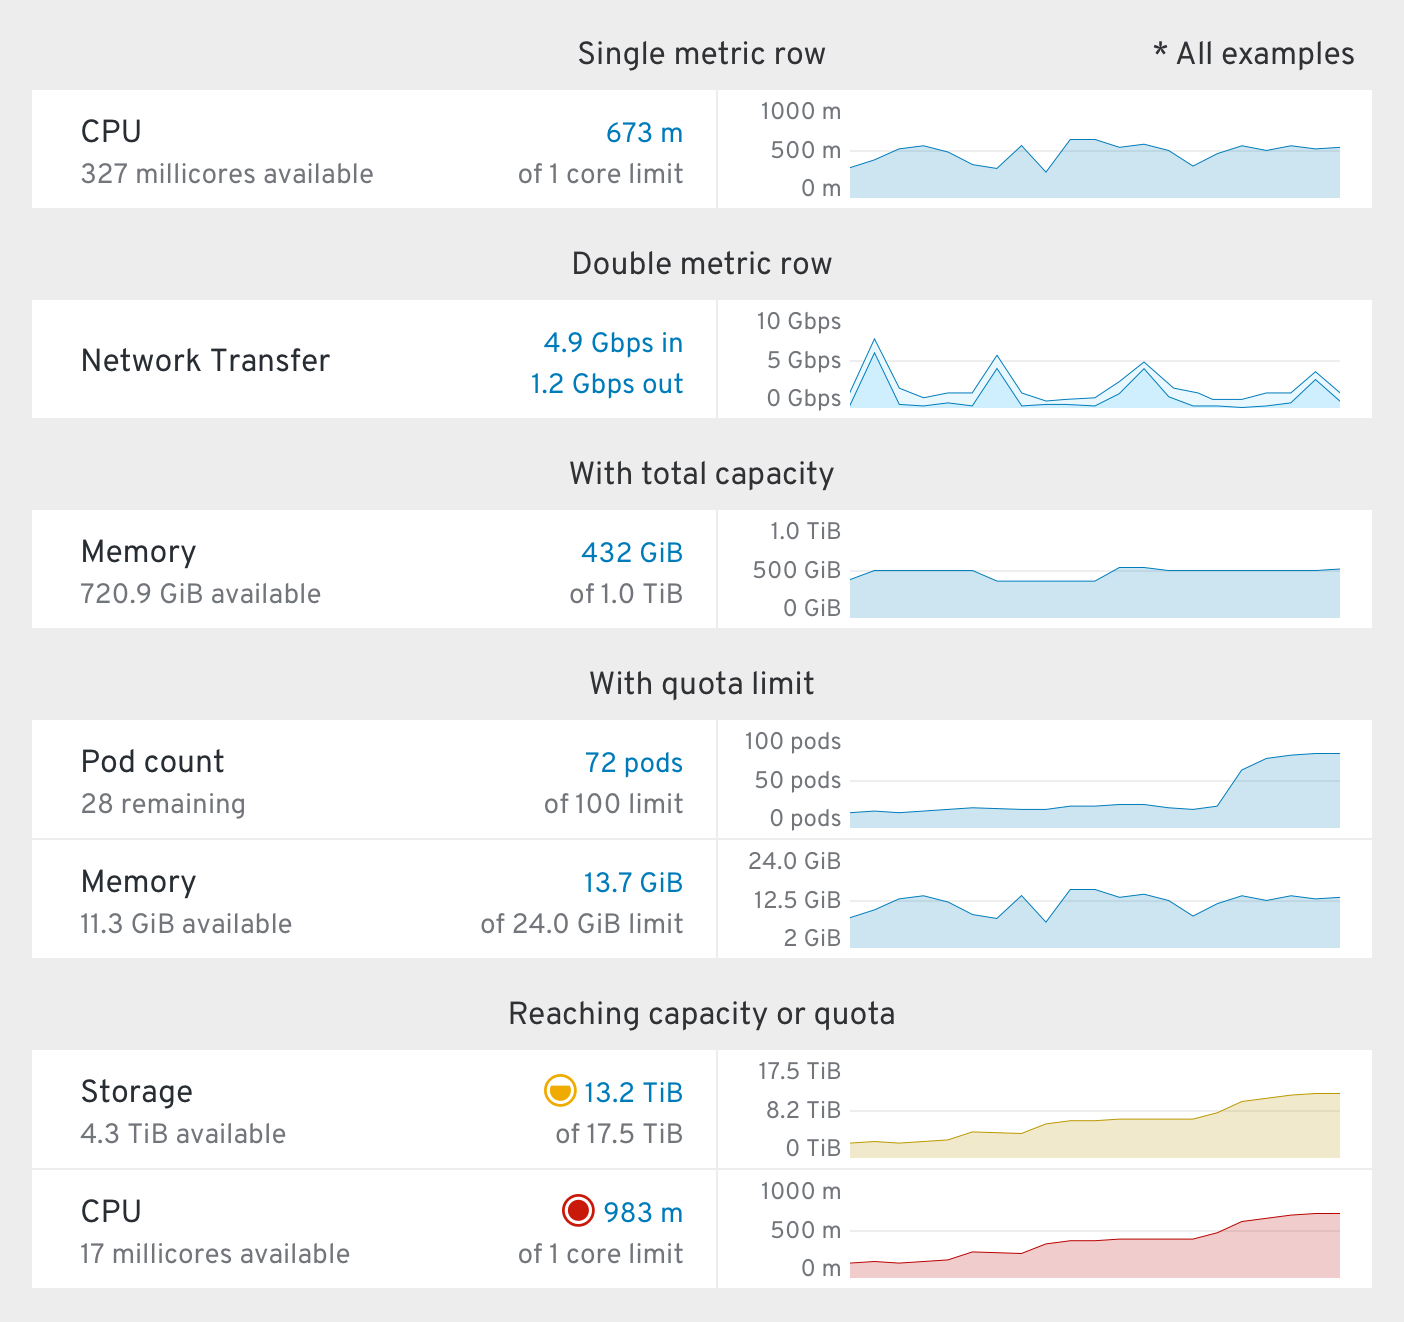 Single metric row
* All examples
CPU
673 m
327 millicores available
of 1 core limit
1000 m
500 m
0 m
Double metric row
Network Transfer
4.9 Gbps in
1.2 Gbps out
10 Gbps
5 Gbps
0 Gbps
With total capacity
Memory
432 GiB
720.9 GiB available
of 1.0 TiB
1.0 TiB
500 GiB
0 GiB
With quota limit
Pod count
72 pods
28 remaining
of 100 limit
100 pods
50 pods
0 pods
Memory
13.7 GiB
11.3 GiB available
of 24.0 GiB limit
24.0 GiB
12.5 GiB
2 GiB
Reaching capacity or quota
Storage
13.2 TiB
4.3 TiB available
of 17.5 TiB
17.5 TiB
8.2 TiB
0 TiB
CPU
983 m
17 millicores available
of 1 core limit
1000 m
500 m
0 m